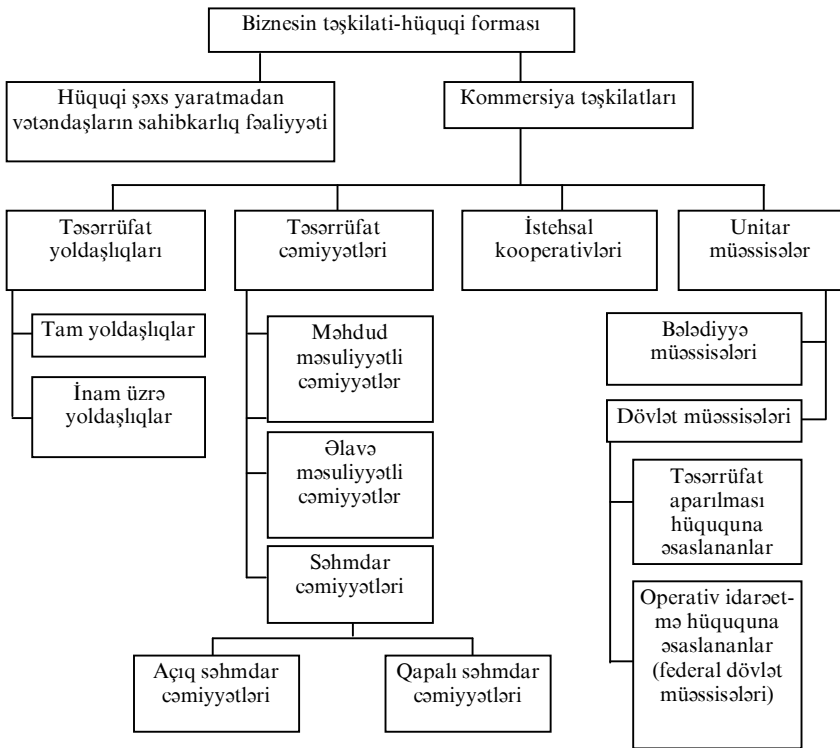 Biznesin təşkilati-hüquqi forması
Hüquqi şəxs yaratmadan
vətəndaşların sahibkarlıq fəaliyyəti
Kommersiya təşkilatları
Təsərrüfat
yoldaşlıqları
Təsərrüfat
cəmiyyətləri
İstehsal
kooperativləri
Unitar
müəssisələr
Tam yoldaşlıqlar
İnam üzrə
yoldaşlıqlar
Məhdud
məsuliyyətli
cəmiyyətlər
Əlavə
məsuliyyətli
cəmiyyətlər
Səhmdar
cəmiyyətləri
Açıq səhmdar
cəmiyyətləri
Qapalı səhmdar
cəmiyyətləri
Bələdiyyə
müəssisələri
Dövlət müəssisələri
Təsərrüfat
aparılması
hüququna
əsaslananlar
Operativ idarəet-
mə hüququna
əsaslananlar
(federal dövlət
müəssisələri)